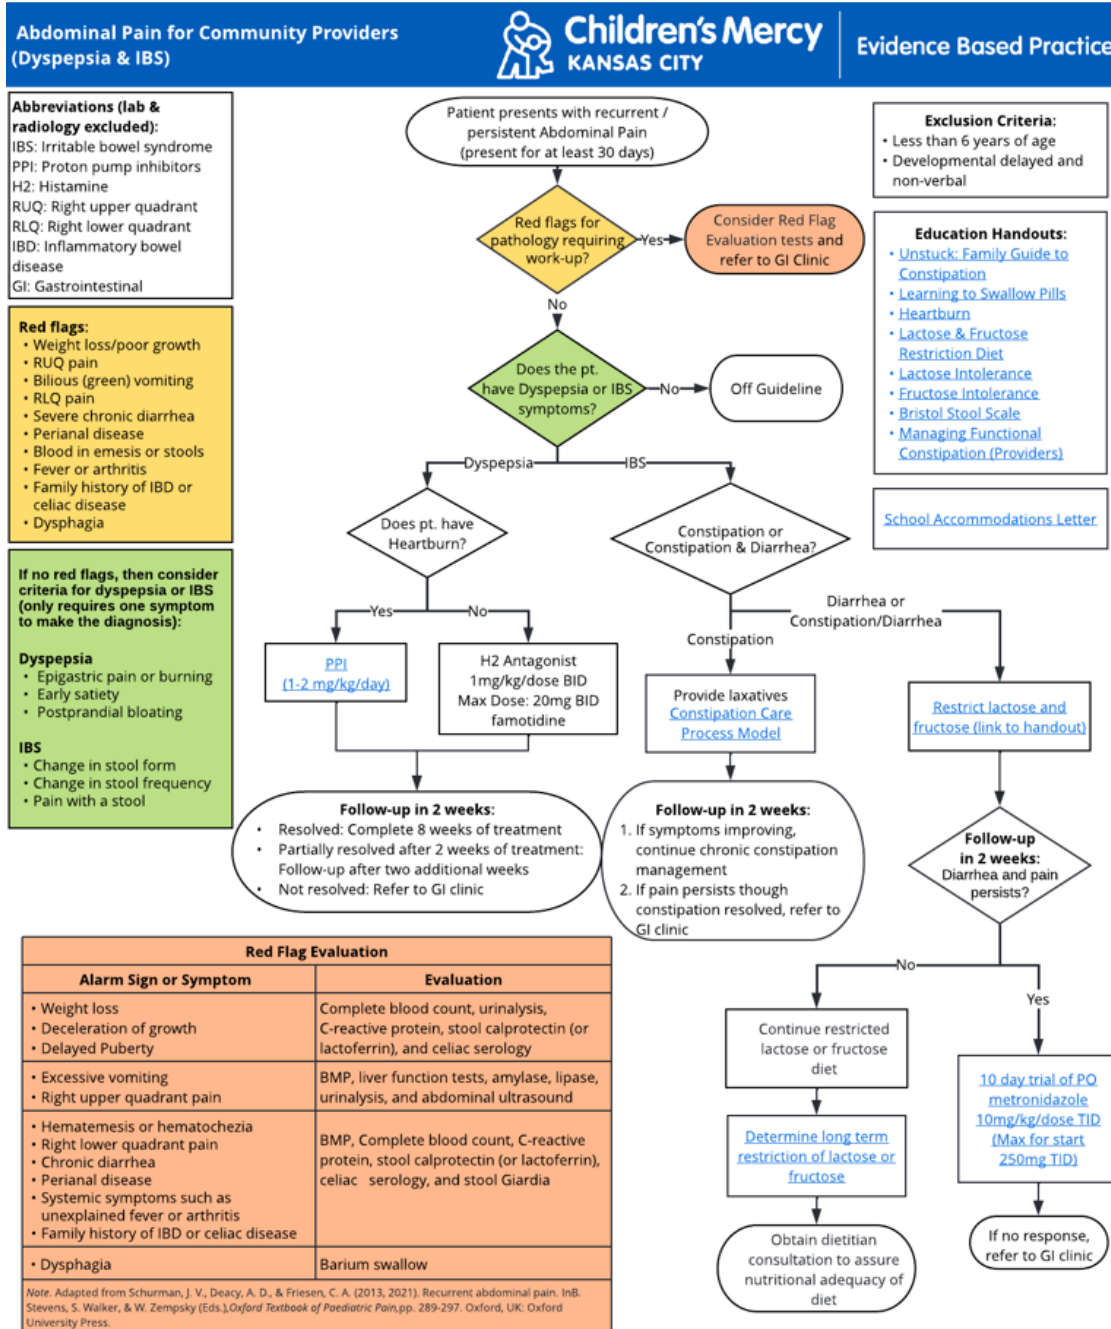 Abdominal Pain for Community Providers
(Dyspepsia & IBS)
Children's Mercy
KANSAS CITY
Evidence Based Practice
Abbreviations (lab &
radiology excluded):
IBS: Irritable bowel syndrome
PPI: Proton pump inhibitors
H2: Histamine
RUQ: Right upper quadrant
RLQ: Right lower quadrant
IBD: Inflammatory bowel
disease
GI: Gastrointestinal
Red flags:
• Weight loss/poor growth
• RUQ pain
• Bilious (green) vomiting
• RLQ pain
• Severe chronic diarrhea
• Perianal disease
• Blood in emesis or stools
• Fever or arthritis
• Family history of IBD or
celiac disease
• Dysphagia
If no red flags, then consider
criteria for dyspepsia or IBS
(only requires one symptom
to make the diagnosis):
Dyspepsia
• Epigastric pain or burning
• Early satiety
• Postprandial bloating
IBS
• Change in stool form
• Change in stool frequency
• Pain with a stool
Patient presents with recurrent /
persistent Abdominal Pain
(present for at least 30 days)
Red flags for
pathology requiring
work-up?
Yes
Consider Red Flag
Evaluation tests and
refer to GI Clinic
No
Does the pt.
have Dyspepsia or IBS
symptoms?
No
Off Guideline
Dyspepsia
IBS
Does pt. have
Heartburn?
Yes
No
PPI
(1-2 mg/kg/day)
H2 Antagonist
1mg/kg/dose BID
Max Dose: 20mg BID
famotidine
Follow-up in 2 weeks:
• Resolved: Complete 8 weeks of treatment
• Partially resolved after 2 weeks of treatment:
Follow-up after two additional weeks
• Not resolved: Refer to GI clinic
Constipation or
Constipation & Diarrhea?
Constipation
Diarrhea or
Constipation/Diarrhea
Provide laxatives
Constipation Care
Process Model
Follow-up in 2 weeks:
1. If symptoms improving,
continue chronic constipation
management
2. If pain persists though
constipation resolved, refer to
GI clinic
Restrict lactose and
fructose (link to handout)
Follow-up
in 2 weeks:
Diarrhea and pain
persists?
No
Yes
Continue restricted
lactose or fructose
diet
Determine long term
restriction of lactose or
fructose
Obtain dietitian
consultation to assure
nutritional adequacy of
diet
10 day trial of PO
metronidazole
10mg/kg/dose TID
(Max for start
250mg TID)
If no response,
refer to GI clinic
Exclusion Criteria:
• Less than 6 years of age
• Developmental delayed and
non-verbal
Education Handouts:
• Unstuck: Family Guide to
Constipation
• Learning to Swallow Pills
• Heartburn
• Lactose & Fructose
Restriction Diet
• Lactose Intolerance
• Fructose Intolerance
• Bristol Stool Scale
• Managing Functional
Constipation (Providers)
School Accommodations Letter
Red Flag Evaluation
Alarm Sign or Symptom
Evaluation
• Weight loss
• Deceleration of growth
• Delayed Puberty
Complete blood count, urinalysis,
C-reactive protein, stool calprotectin (or
lactoferrin), and celiac serology
• Excessive vomiting
• Right upper quadrant pain
BMP, liver function tests, amylase, lipase,
urinalysis, and abdominal ultrasound
• Hematemesis or hematochezia
• Right lower quadrant pain
• Chronic diarrhea
• Perianal disease
• Systemic symptoms such as
unexplained fever or arthritis
• Family history of IBD or celiac disease
BMP, Complete blood count, C-reactive
protein, stool calprotectin (or lactoferrin),
celiac serology, and stool Giardia
• Dysphagia
Barium swallow
Note. Adapted from Schurman, J. V., Deacy, A. D., & Friesen, C. A. (2013, 2021). Recurrent abdominal pain. InB.
Stevens, S. Walker, & W. Zempsky (Eds.),Oxford Textbook of Paediatric Pain,pp. 289-297. Oxford, UK: Oxford
University Press.